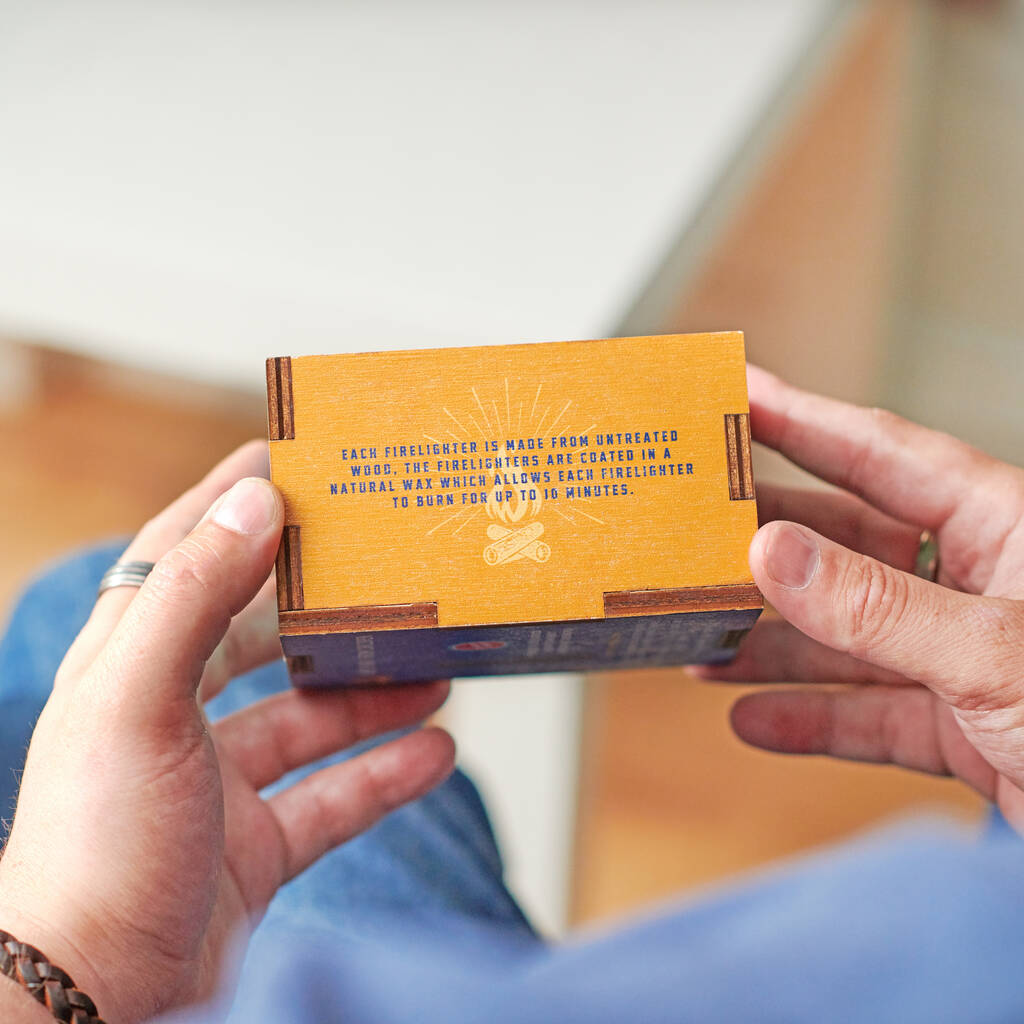 EACH FIRELIGHTER IS MADE FROM UNTREATED
WOOD, THE FIRELIGHTERS ARE COATED IN A
NATURAL WAX WHICH ALLOWS EACH FIRELIGHTER
TO BURN FOR UP TO 10 MINUTES.